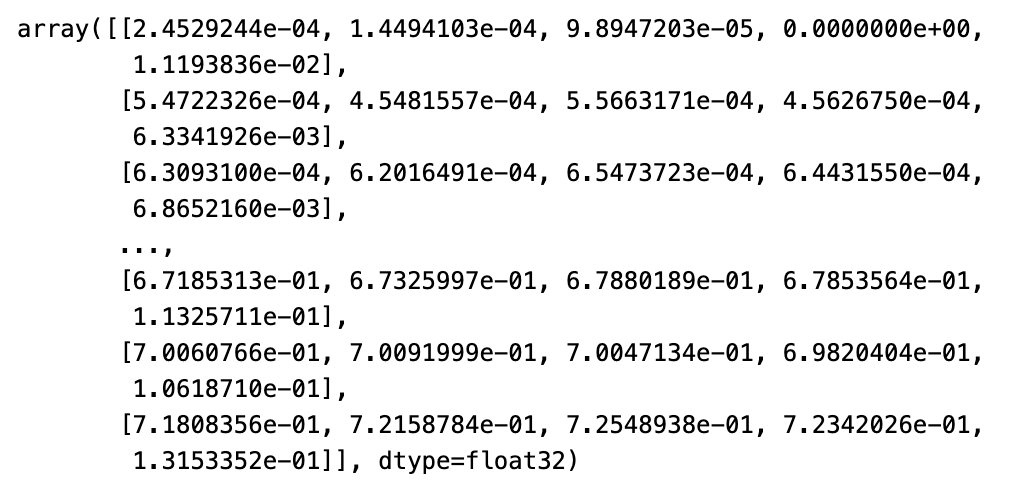 array([[2.4529244e-04, 1.4494103e-04, 9.8947203e-05, 0.0000000e+00,
1.1193836e-02],
[5.4722326e-04, 4.5481557e-04, 5.5663171e-04, 4.5626750e-04,
6.3341926e-03],
[6.3093100e-04, 6.2016491e-04, 6.5473723e-04, 6.4431550e-04,
6.8652160e-03],
...,
[6.7185313e-01, 6.7325997e-01, 6.7880189e-01, 6.7853564e-01,
1.1325711e-01],
[7.0060766e-01, 7.0091999e-01, 7.0047134e-01, 6.9820404e-01,
1.0618710e-01],
[7.1808356e-01, 7.2158784e-01, 7.2548938e-01, 7.2342026e-01,
1.3153352e-01]], dtype=float32)